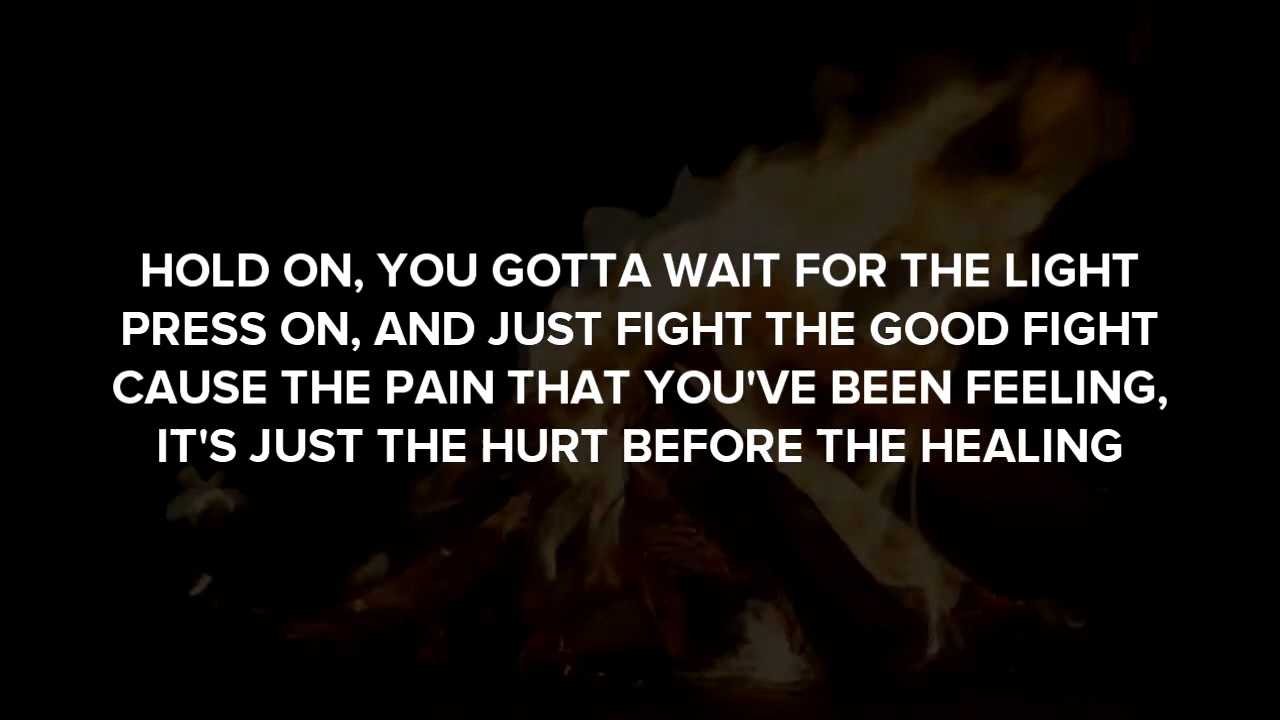 HOLD ON, YOU GOTTA WAIT FOR THE LIGHT
PRESS ON, AND JUST FIGHT THE GOOD FIGHT
CAUSE THE PAIN THAT YOU'VE BEEN FEELING,
IT'S JUST THE HURT BEFORE THE HEALING